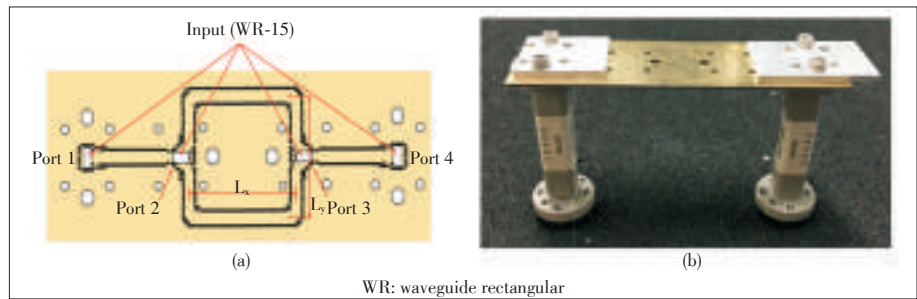 Input (WR-15)
Port 1
Port 4
Lx
Port 2
Ly
Port 3
(a)
(b)
WR: waveguide rectangular